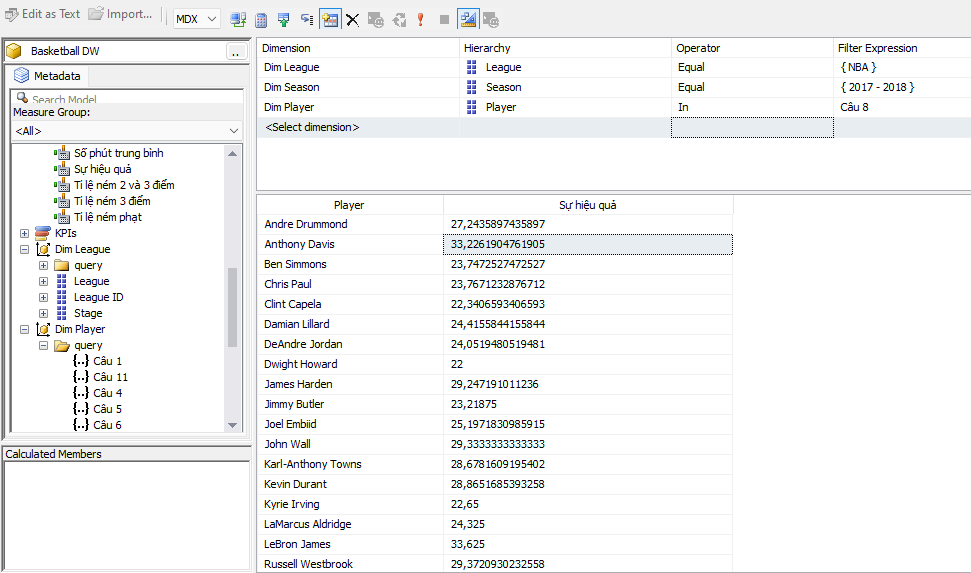 Edit as Text Import... MDX
Basketball DW ..
Metadata
Search Model
Measure Group:
<All>
Số phút trung bình
Sự hiệu quả
Tỉ lệ ném 2 và 3 điểm
Tỉ lệ ném 3 điểm
Tỉ lệ ném phạt
KPIs
Dim League
query
League
League ID
Stage
Dim Player
query
Câu 1
Câu 11
Câu 4
Câu 5
Câu 6
Calculated Members
Dimension Hierarchy Operator Filter Expression
Dim League League Equal { NBA }
Dim Season Season Equal { 2017 - 2018 }
Dim Player Player In Câu 8
<Select dimension>
Player Sự hiệu quả
Andre Drummond 27,2435897435897
Anthony Davis 33,2261904761905
Ben Simmons 23,7472527472527
Chris Paul 23,7671232876712
Clint Capela 22,3406593406593
Damian Lillard 24,4155844155844
DeAndre Jordan 24,0519480519481
Dwight Howard 22
James Harden 29,247191011236
Jimmy Butler 23,21875
Joel Embiid 25,1971830985915
John Wall 29,3333333333333
Karl-Anthony Towns 28,6781609195402
Kevin Durant 28,8651685393258
Kyrie Irving 22,65
LaMarcus Aldridge 24,325
LeBron James 33,625
Russell Westbrook 29,3720930232558